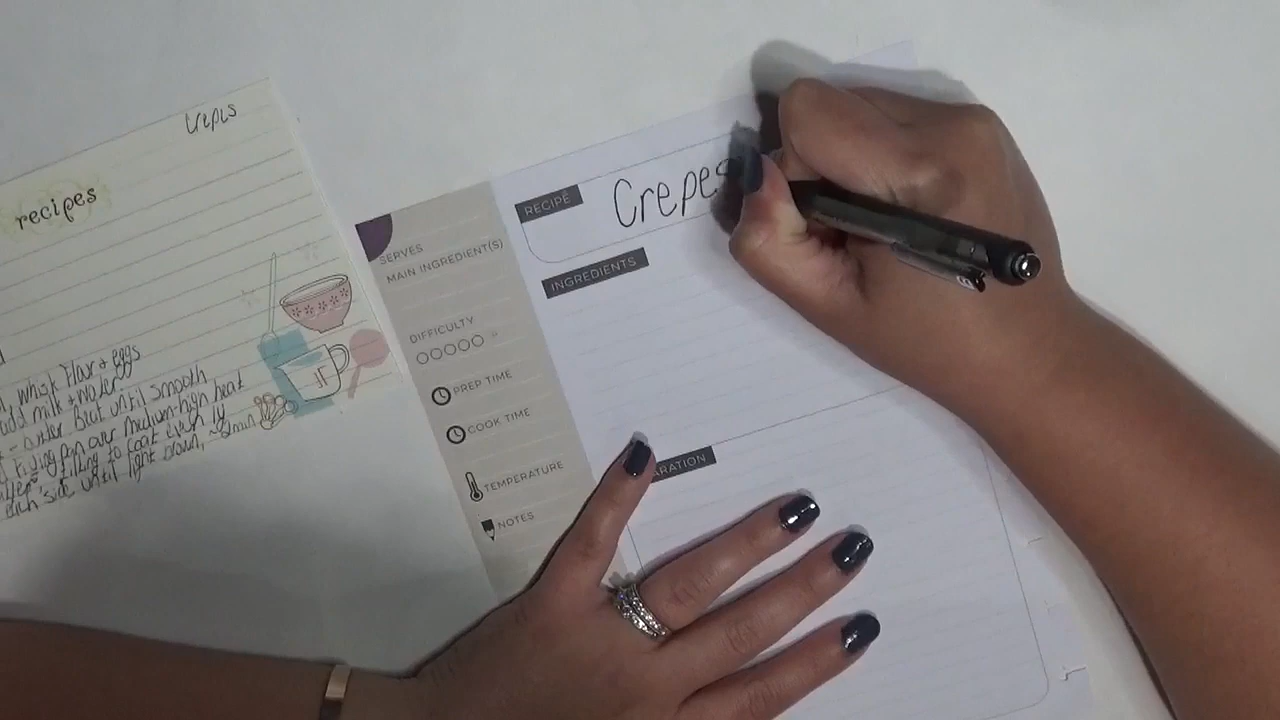 Crepes
recipes
whisk flour & eggs
add milk + water
beat until smooth
pan over medium-high heat
to coat evenly
each side until light brown, ~2min
SERVES
MAIN INGREDIENT(S)
DIFFICULTY
PREP TIME
COOK TIME
TEMPERATURE
NOTES
RECIPE
Crepes
INGREDIENTS
ARATION